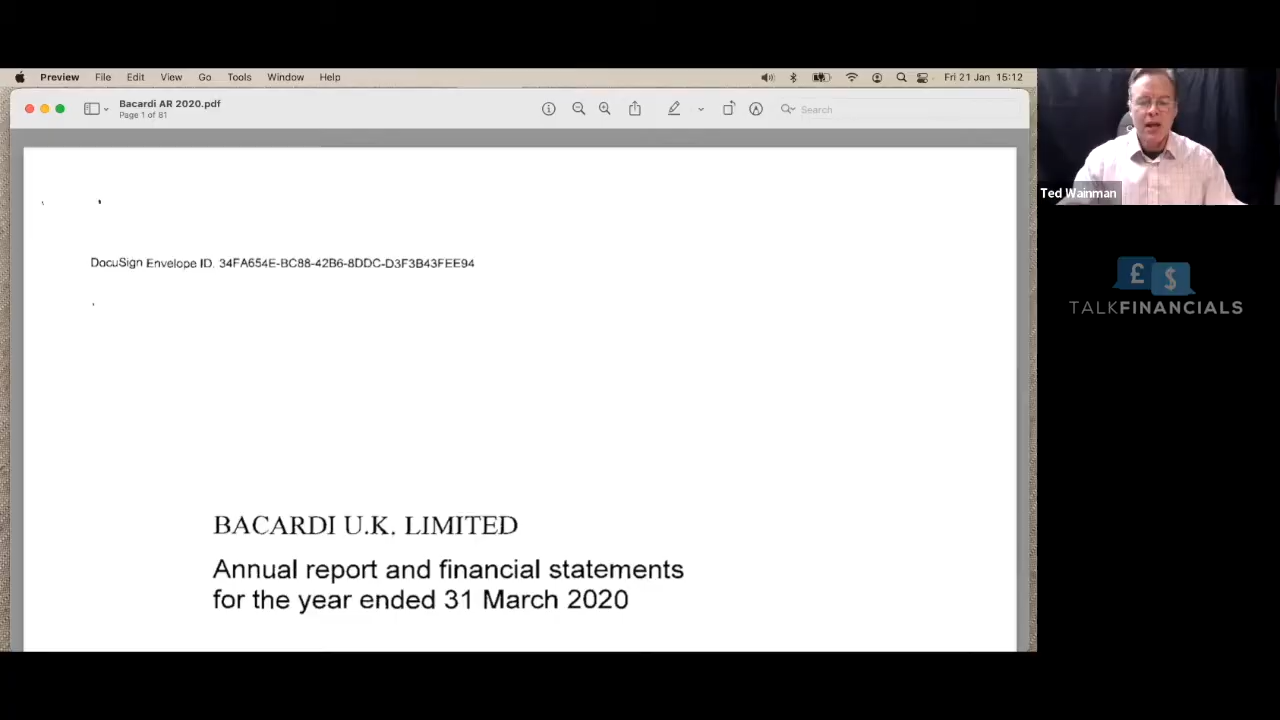 Preview File Edit View Go Tools Window Help
Fri 21 Jan 15:12
Bacardi AR 2020.pdf
Page 1 of 81
Search
Ted Wainman
£ $
TALKFINANCIALS
DocuSign Envelope ID. 34FA654E-BC88-42B6-8DDC-D3F3B43FEE94
BACARDI U.K. LIMITED
Annual report and financial statements
for the year ended 31 March 2020